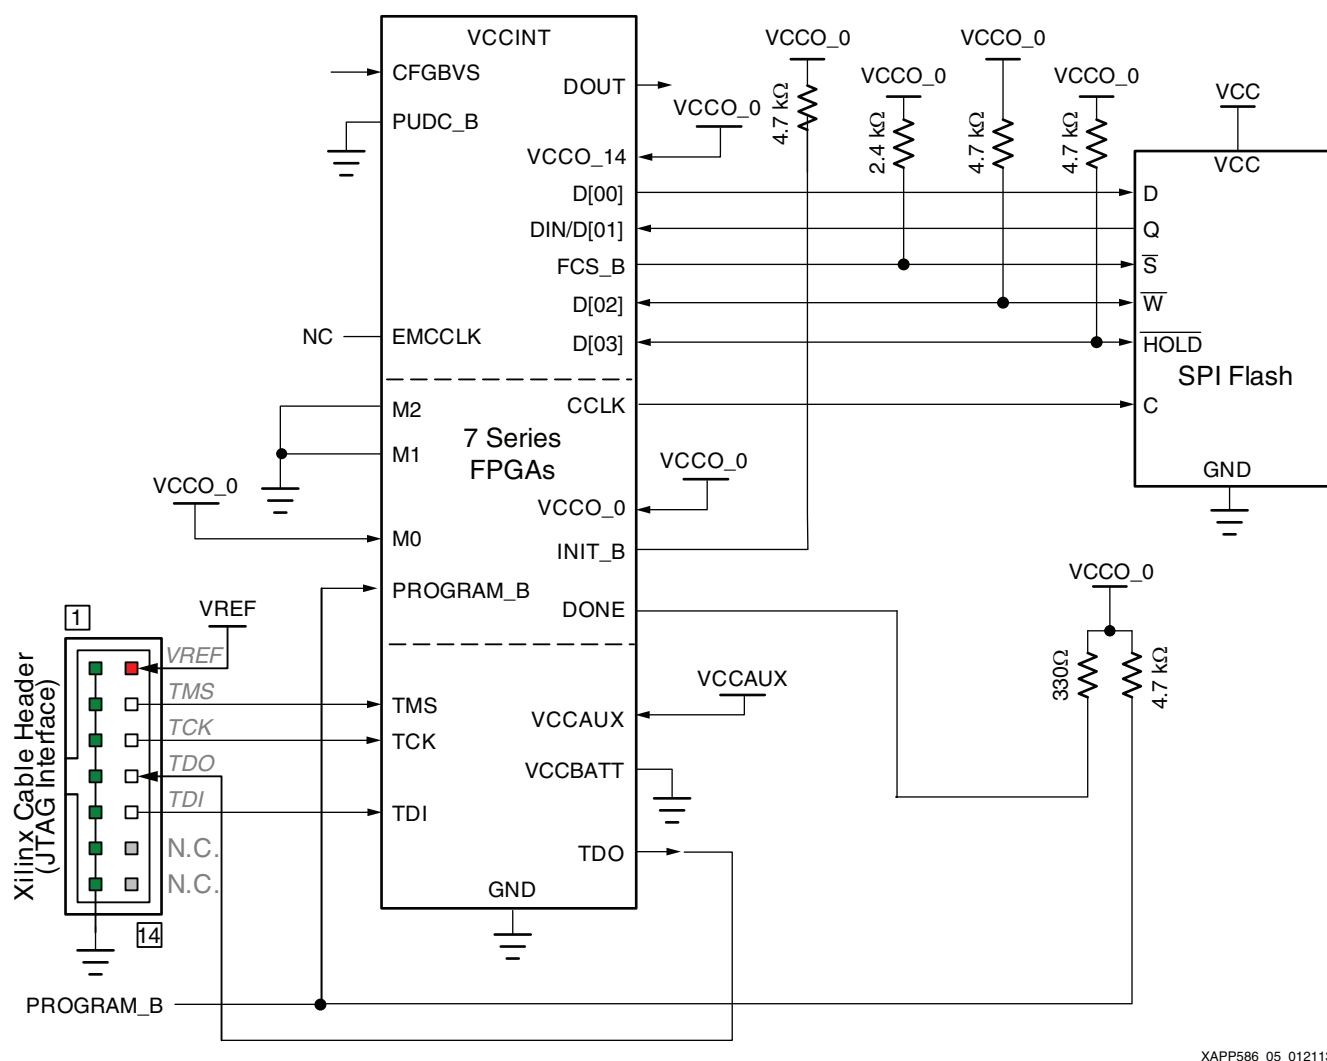 VCCINT
CFGBVS
PUDC_B
DOUT
VCCO_0
VCCO_14
D[00]
DIN/D[01]
FCS_B
D[02]
D[03]
NC
EMCCLK
VCCO_0
4.7 kΩ
VCCO_0
2.4 kΩ
VCCO_0
4.7 kΩ
VCCO_0
4.7 kΩ
VCC
VCC
D
Q
S
W
HOLD
SPI Flash
C
GND
M2
M1
VCCO_0
M0
PROGRAM_B
CCLK
7 Series
FPGAs
VCCO_0
VCCO_0
INIT_B
DONE
VCCO_0
330Ω
4.7 kΩ
1
VREF
VREF
TMS
TCK
TDO
TDI
N.C.
N.C.
14
Xilinx Cable Header
(JTAG Interface)
TMS
TCK
TDI
VCCAUX
VCCAUX
VCCBATT
TDO
GND
PROGRAM_B